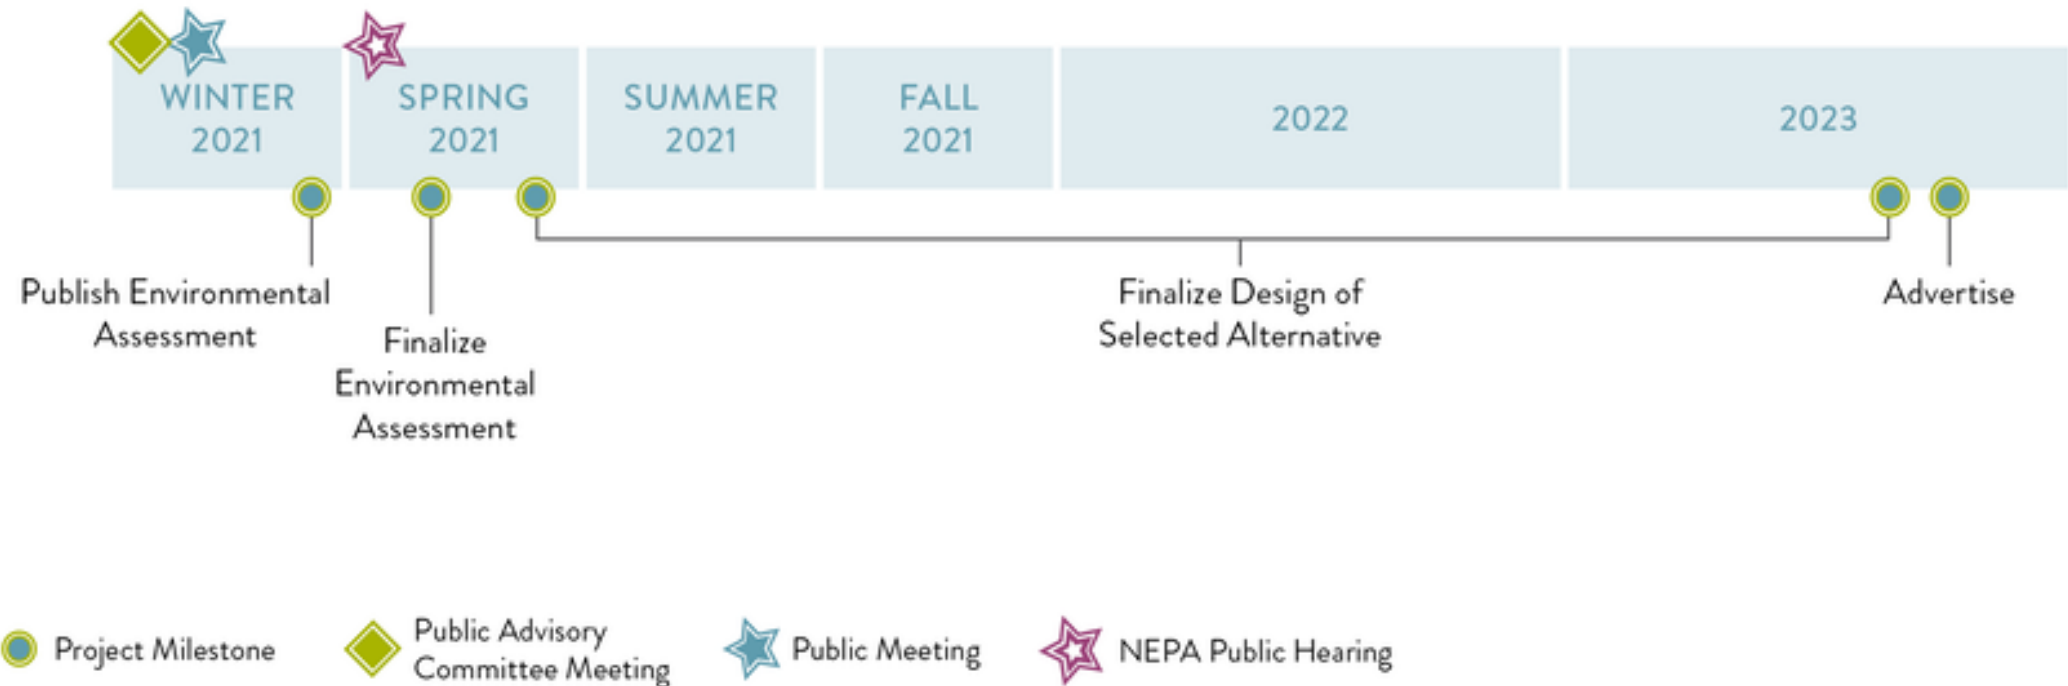 WINTER
2021
SPRING
2021
SUMMER
2021
FALL
2021
2022
2023
Publish Environmental
Assessment
Finalize
Environmental
Assessment
Finalize Design of
Selected Alternative
Advertise
Project Milestone
Public Advisory
Committee Meeting
Public Meeting
NEPA Public Hearing